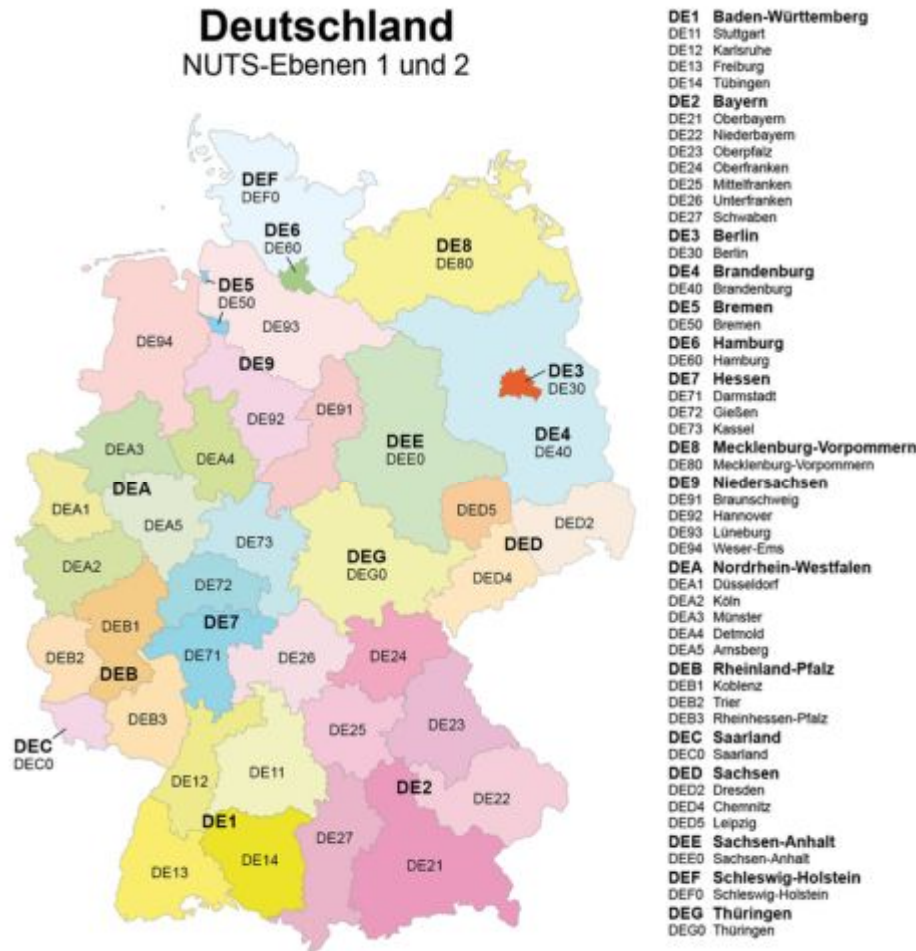 Deutschland
NUTS-Ebenen 1 und 2
DEF
DEF0
DE6
DE60
DE8
DE80
DE5
DE50
DE93
DE94
DE9
DE3
DE30
DE92
DE91
DEE
DEE0
DE4
DE40
DEA3
DEA4
DEA
DEA1
DEA5
DED5
DED2
DED
DE73
DEG
DEG0
DEA2
DE72
DED4
DEB1
DE7
DEB2
DE71
DE26
DE24
DEB
DEB3
DE25
DE23
DEC
DEC0
DE12
DE11
DE2
DE22
DE1
DE27
DE14
DE21
DE13
DE1 Baden-Württemberg
DE11 Stuttgart
DE12 Karlsruhe
DE13 Freiburg
DE14 Tübingen
DE2 Bayern
DE21 Oberbayern
DE22 Niederbayern
DE23 Oberpfalz
DE24 Oberfranken
DE25 Mittelfranken
DE26 Unterfranken
DE27 Schwaben
DE3 Berlin
DE30 Berlin
DE4 Brandenburg
DE40 Brandenburg
DE5 Bremen
DE50 Bremen
DE6 Hamburg
DE60 Hamburg
DE7 Hessen
DE71 Darmstadt
DE72 Gießen
DE73 Kassel
DE8 Mecklenburg-Vorpommern
DE80 Mecklenburg-Vorpommern
DE9 Niedersachsen
DE91 Braunschweig
DE92 Hannover
DE93 Lüneburg
DE94 Weser-Ems
DEA Nordrhein-Westfalen
DEA1 Düsseldorf
DEA2 Köln
DEA3 Münster
DEA4 Detmold
DEA5 Arnsberg
DEB Rheinland-Pfalz
DEB1 Koblenz
DEB2 Trier
DEB3 Rheinhessen-Pfalz
DEC Saarland
DEC0 Saarland
DED Sachsen
DED2 Dresden
DED4 Chemnitz
DED5 Leipzig
DEE Sachsen-Anhalt
DEE0 Sachsen-Anhalt
DEF Schleswig-Holstein
DEF0 Schleswig-Holstein
DEG Thüringen
DEG0 Thüringen